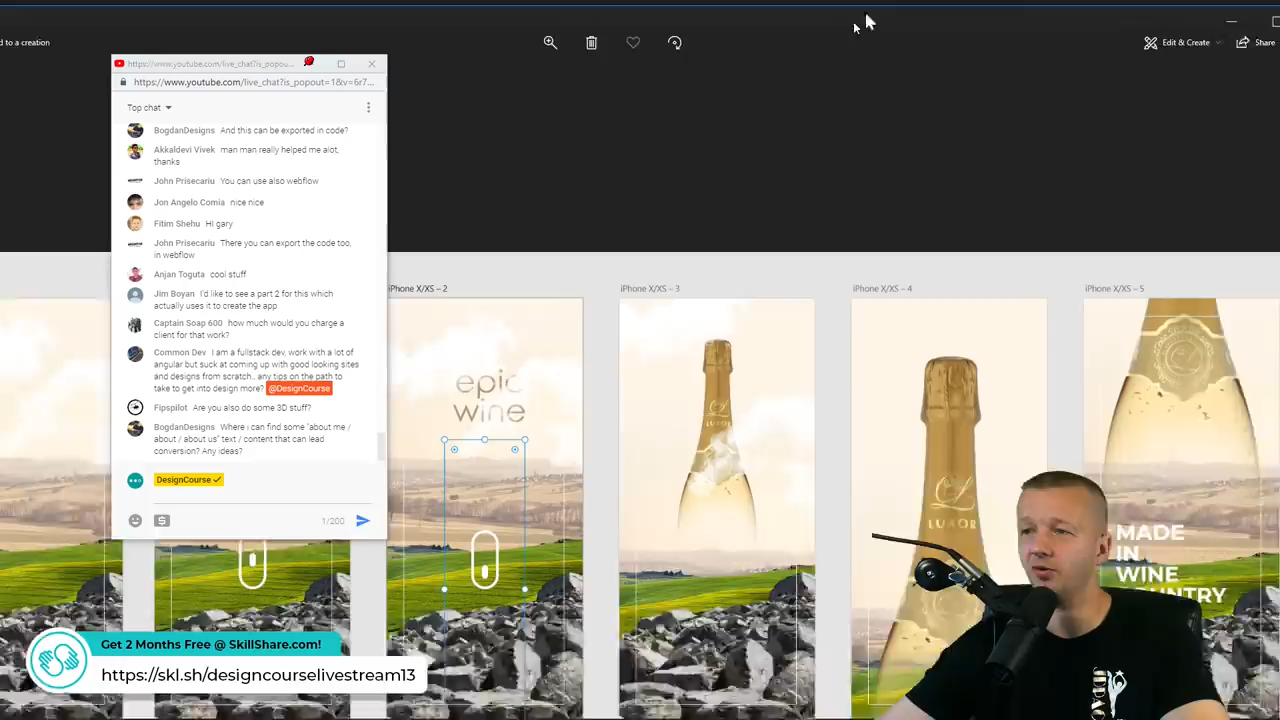 d to a creation
Edit & Create
Share
https://www.youtube.com/live_chat?is_popou...
https://www.youtube.com/live_chat?is_popout=1&v=6r7...
Top chat
BogdanDesigns And this can be exported in code?
Akkaldevi Vivek man man really helped me alot,
thanks
John Prisecariu You can use also webflow
Jon Angelo Comia nice nice
Fitim Shehu Hi gary
John Prisecariu There you can export the code too,
in webflow
Anjan Toguta cool stuff
Jim Boyan I'd like to see a part 2 for this which
actually uses it to create the app
Captain Soap 600 how much would you charge a
client for that work?
Common Dev I am a fullstack dev, work with a lot of
angular but suck at coming up with good looking sites
and designs from scratch.. any tips on the path to
take to get into design more? @DesignCourse
Fipspilot Are you also do some 3D stuff?
BogdanDesigns Where i can find some "about me /
about / about us" text / content that can lead
conversion? Any ideas?
DesignCourse
1/200
iPhone X/XS – 2
iPhone X/XS – 3
iPhone X/XS – 4
iPhone X/XS – 5
epic
wine
LUXOR
MADE
IN
WINE
COUNTRY
Get 2 Months Free @ SkillShare.com!
https://skl.sh/designcourselivestream13